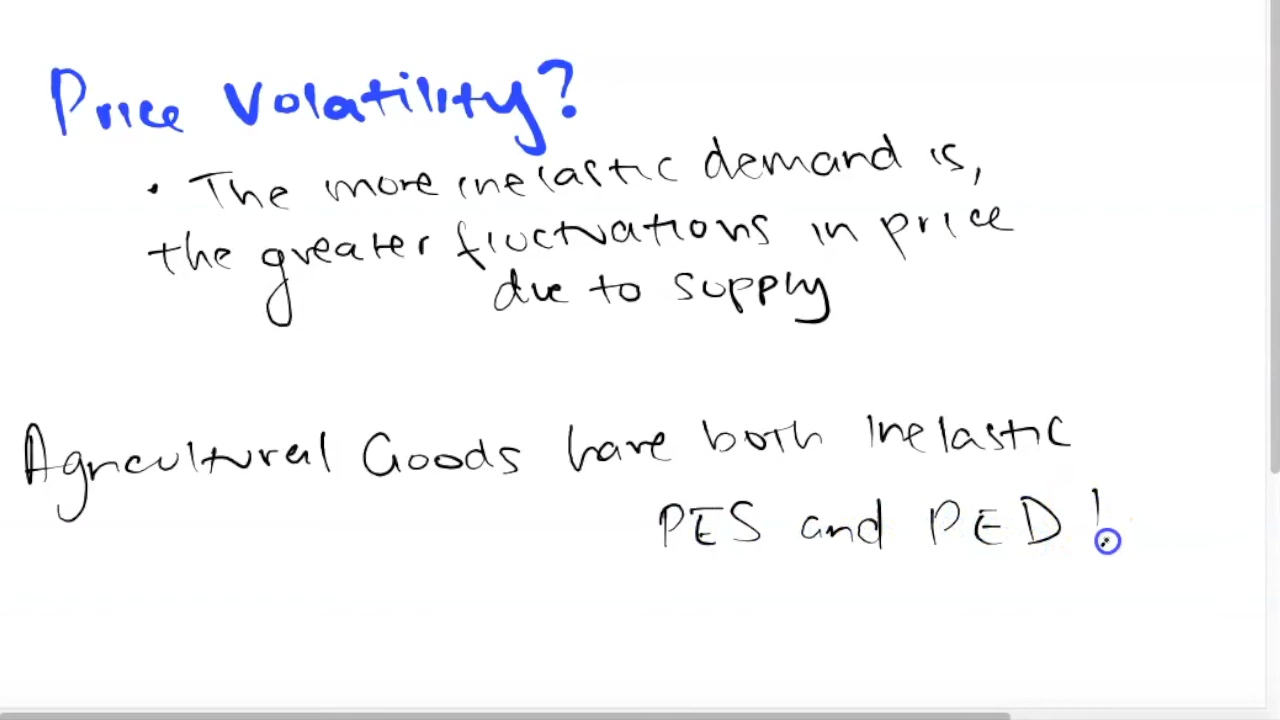 Price Volatility?
• The more inelastic demand is,
the greater fluctuations in price
due to supply
Agricultural Goods have both inelastic
PES and PED!